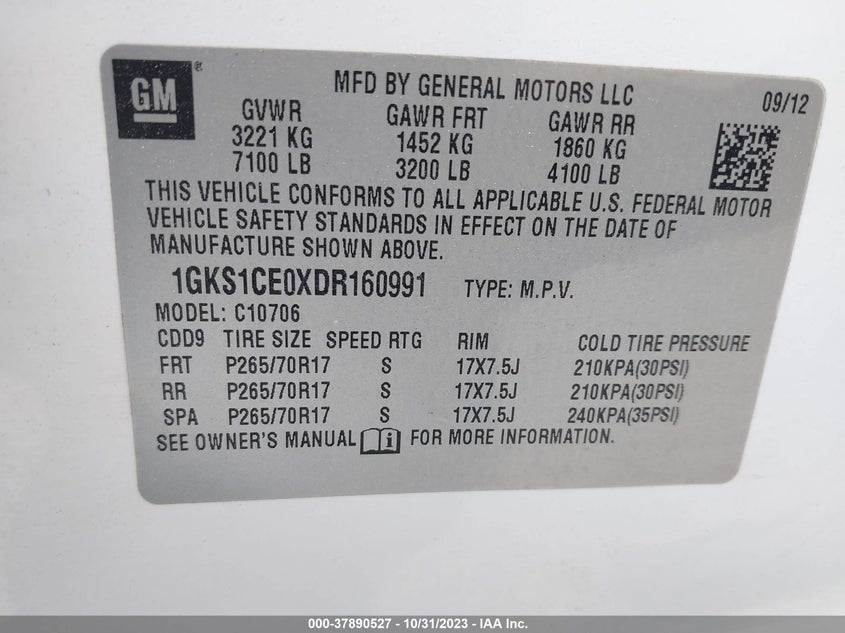 GM®
MFD BY GENERAL MOTORS LLC 09/12
GVWR GAWR FRT GAWR RR
3221 KG 1452 KG 1860 KG
7100 LB 3200 LB 4100 LB
THIS VEHICLE CONFORMS TO ALL APPLICABLE U.S. FEDERAL MOTOR
VEHICLE SAFETY STANDARDS IN EFFECT ON THE DATE OF
MANUFACTURE SHOWN ABOVE.
1GKS1CE0XDR160991 TYPE: M.P.V.
MODEL: C10706
CDD9 TIRE SIZE SPEED RTG RIM COLD TIRE PRESSURE
FRT P265/70R17 S 17X7.5J 210KPA(30PSI)
RR P265/70R17 S 17X7.5J 210KPA(30PSI)
SPA P265/70R17 S 17X7.5J 240KPA(35PSI)
SEE OWNER'S MANUAL i FOR MORE INFORMATION.
000-37890527 - 10/31/2023 - IAA Inc.